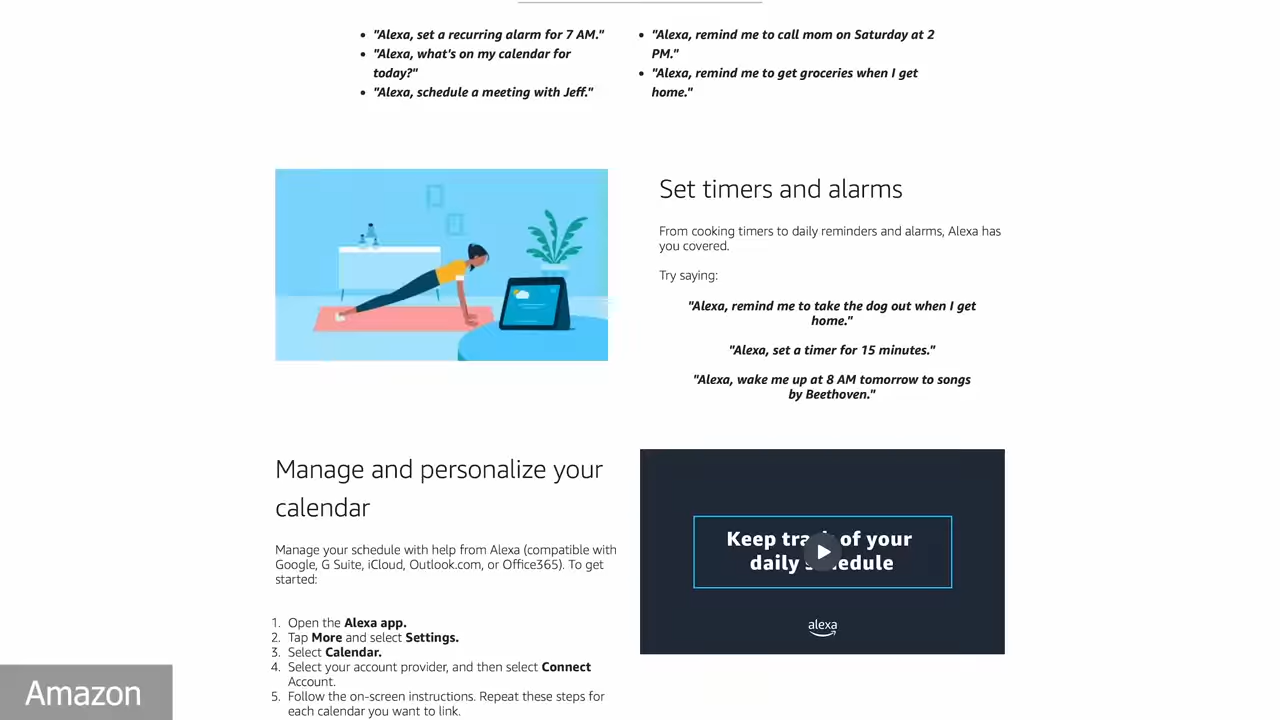 • "Alexa, set a recurring alarm for 7 AM."
• "Alexa, what's on my calendar for
today?"
• "Alexa, schedule a meeting with Jeff."
• "Alexa, remind me to call mom on Saturday at 2
PM."
• "Alexa, remind me to get groceries when I get
home."
Set timers and alarms
From cooking timers to daily reminders and alarms, Alexa has
you covered.
Try saying:
"Alexa, remind me to take the dog out when I get
home."
"Alexa, set a timer for 15 minutes."
"Alexa, wake me up at 8 AM tomorrow to songs
by Beethoven."
Manage and personalize your
calendar
Manage your schedule with help from Alexa (compatible with
Google, G Suite, iCloud, Outlook.com, or Office365). To get
started:
1. Open the Alexa app.
2. Tap More and select Settings.
3. Select Calendar.
4. Select your account provider, and then select Connect
Account.
5. Follow the on-screen instructions. Repeat these steps for
each calendar you want to link.
Keep track of your
daily schedule
alexa
Amazon